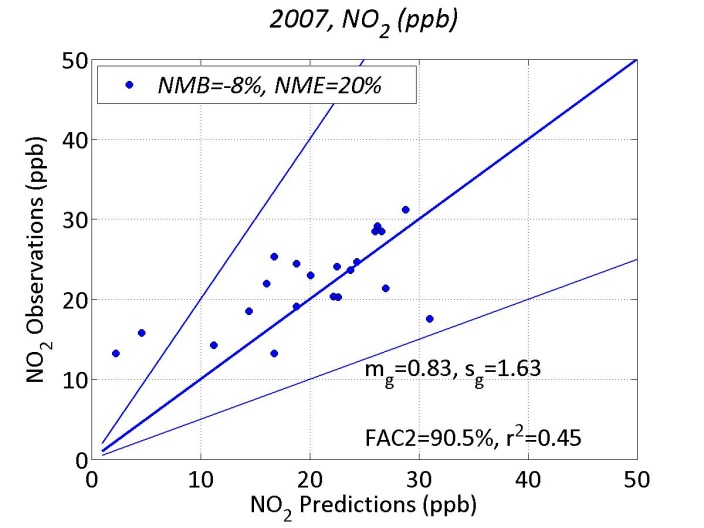 2007, NO2 (ppb)
NMB=-8%, NME=20%
50
40
30
20
10
0
NO2 Observations (ppb)
mg=0.83, sg=1.63
FAC2=90.5%, r2=0.45
0 10 20 30 40 50
NO2 Predictions (ppb)